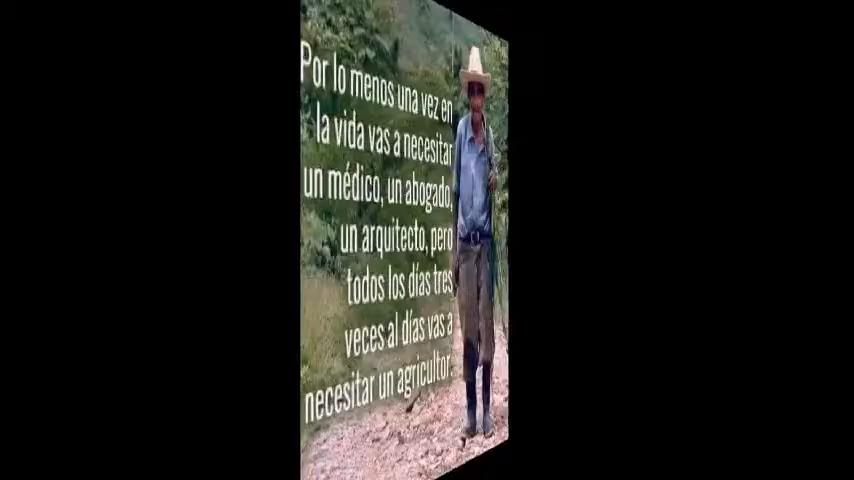 Por lo menos una vez en
la vida vas a necesitar
un médico, un abogado,
un arquitecto, pero
todos los días tres
veces al días vas a
necesitar un agricultor.